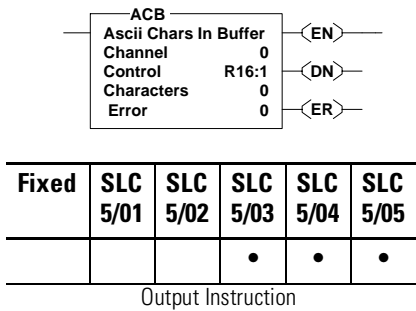 ACB
Ascii Chars In Buffer
Channel 0
Control R16:1
Characters 0
Error 0
EN
DN
ER
Fixed SLC 5/01 SLC 5/02 SLC 5/03 SLC 5/04 SLC 5/05
• • •
Output Instruction